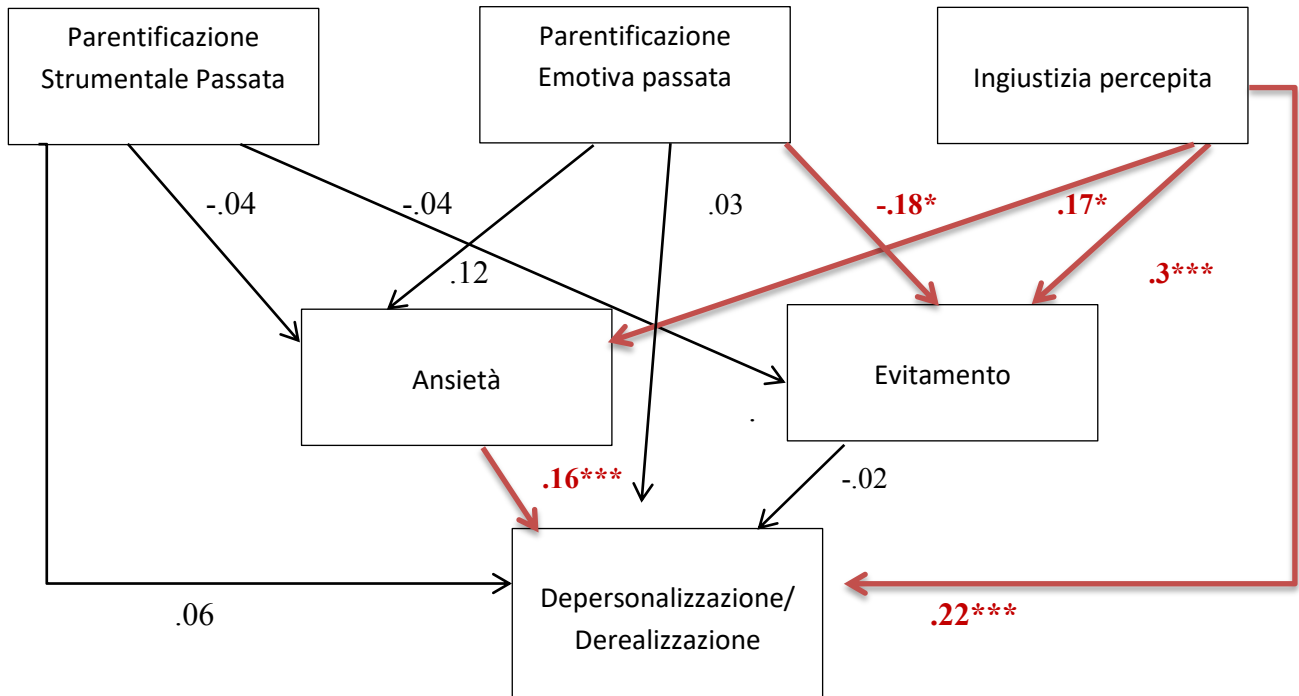 Parentificazione
Strumentale Passata
Parentificazione
Emotiva passata
Ingiustizia percepita
-.04
-.04
.03
-.18*
.17*
.12
.3***
Ansietà
Evitamento
.
.16***
-.02
Depersonalizzazione/
Derealizzazione
.06
.22***